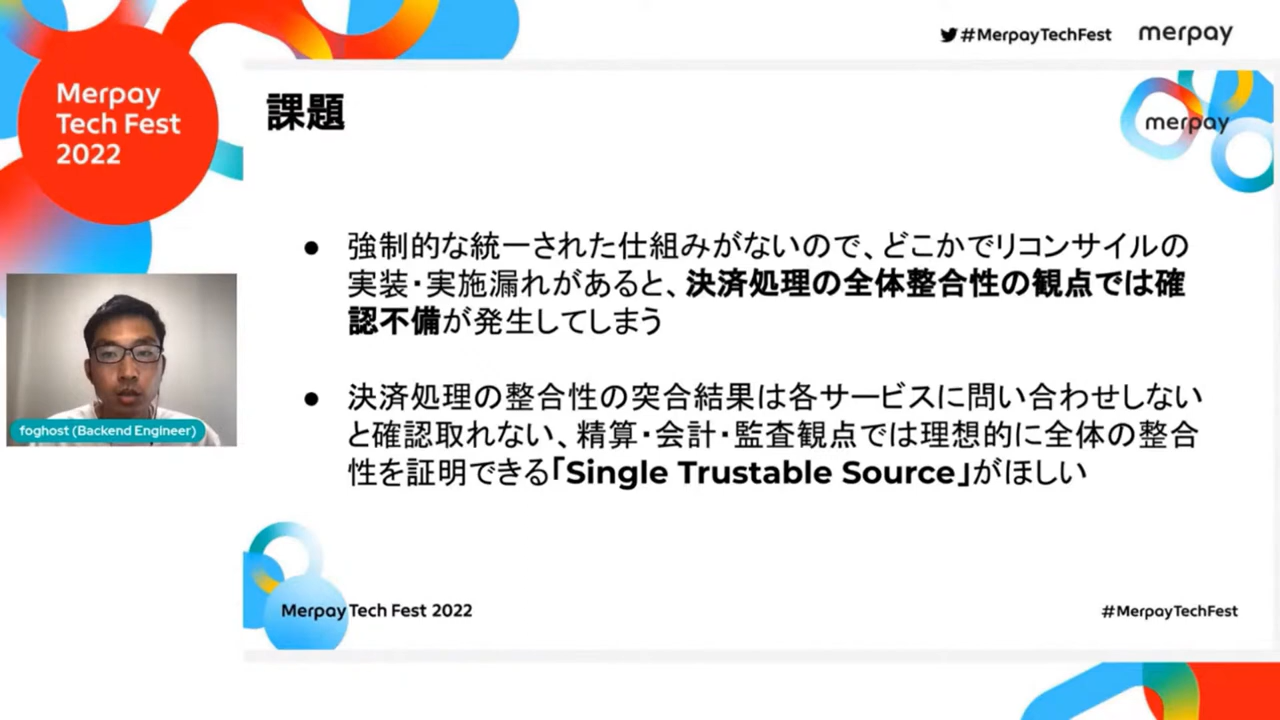 #MerpayTechFest
merpay
Merpay
Tech Fest
2022
課題
merpay
● 強制的な統一された仕組みがないので、どこかでリコンサイルの
実装・実施漏れがあると、決済処理の全体整合性の観点では確
認不備が発生してしまう
● 決済処理の整合性の突合結果は各サービスに問い合わせしない
と確認取れない、精算・会計・監査観点では理想的に全体の整合
性を証明できる「Single Trustable Source」がほしい
foghost (Backend Engineer)
Merpay Tech Fest 2022
#MerpayTechFest